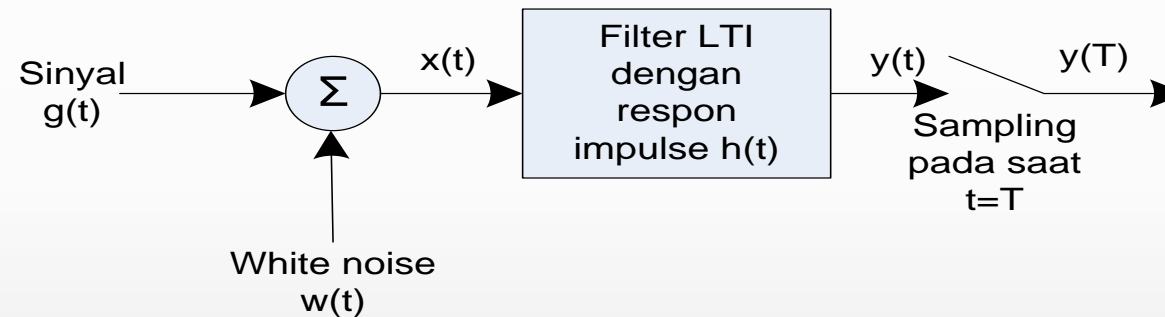 Sinyal
g(t)
Σ
x(t)
White noise
w(t)
Filter LTI
dengan
respon
impulse h(t)
y(t)
y(T)
Sampling
pada saat
t=T